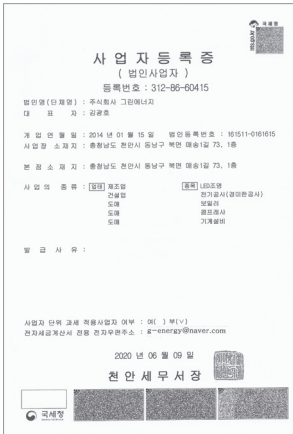 국세청
사 업 자 등 록 증
( 법인사업자 )
등록번호 : 312-86-60415
법인명(단체명) : 주식회사 그린에너지
대 표 자 : 김광호
개 업 연 월 일 : 2014 년 01 월 15 일 법인등록번호 : 161511-0161615
사업장 소재지 : 충청남도 천안시 동남구 북면 매송1길 73, 1층
본 점 소 재 지 : 충청남도 천안시 동남구 북면 매송1길 73, 1층
사 업 의 종 류 : 업태 제조업 종목 LED조명
건설업 전기공사(경미한공사)
도매 보일러
도매 콤프레샤
도매 기계설비
발 급 사 유 :
사업자 단위 과세 적용사업자 여부 : 여( ) 부(∨)
전자세금계산서 전용 전자우편주소 : g-energy@naver.com
2020 년 06 월 09 일
천 안 세 무 서 장
국세청